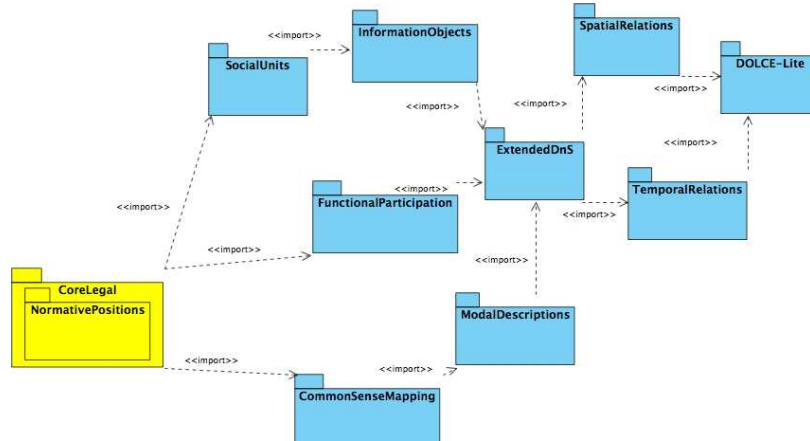 SpatialRelations
InformationObjects
<<import>>
SocialUnits
DOLCE-Lite
<<import>>
<<import>>
<<import>>
<<import>>
ExtendedDnS
<<import>>
<<import>>
FunctionalParticipation
TemporalRelations
<<import>>
<<import>>
<<import>>
<<import>>
CoreLegal
NormativePositions
ModalDescriptions
<<import>>
<<import>>
CommonSenseMapping